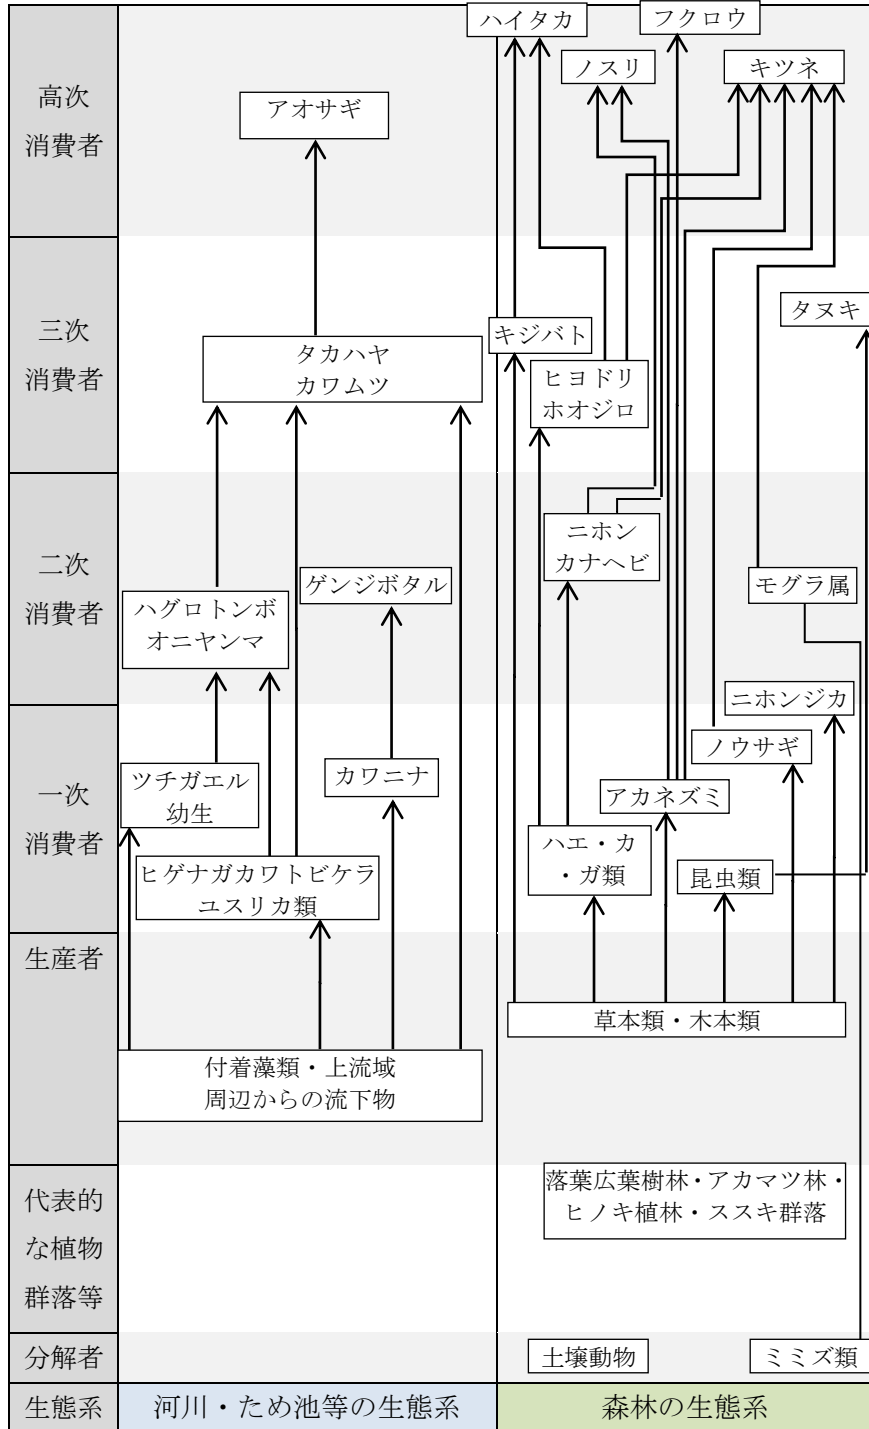 ハイタカ
フクロウ
ノスリ
キツネ
高次
消費者
アオサギ
三次
消費者
タヌキ
キジバト
タカハヤ
カワムツ
ヒヨドリ
ホオジロ
二次
消費者
ニホン
カナヘビ
ゲンジボタル
モグラ属
ハグロトンボ
オニヤンマ
ニホンジカ
ノウサギ
一次
消費者
ツチガエル
幼生
カワニナ
アカネズミ
ハエ・カ
・ガ類
昆虫類
ヒゲナガカワトビケラ
ユスリカ類
生産者
草本類・木本類
付着藻類・上流域
周辺からの流下物
代表的
な植物
群落等
落葉広葉樹林・アカマツ林・
ヒノキ植林・ススキ群落
分解者
土壌動物
ミミズ類
生態系
河川・ため池等の生態系
森林の生態系